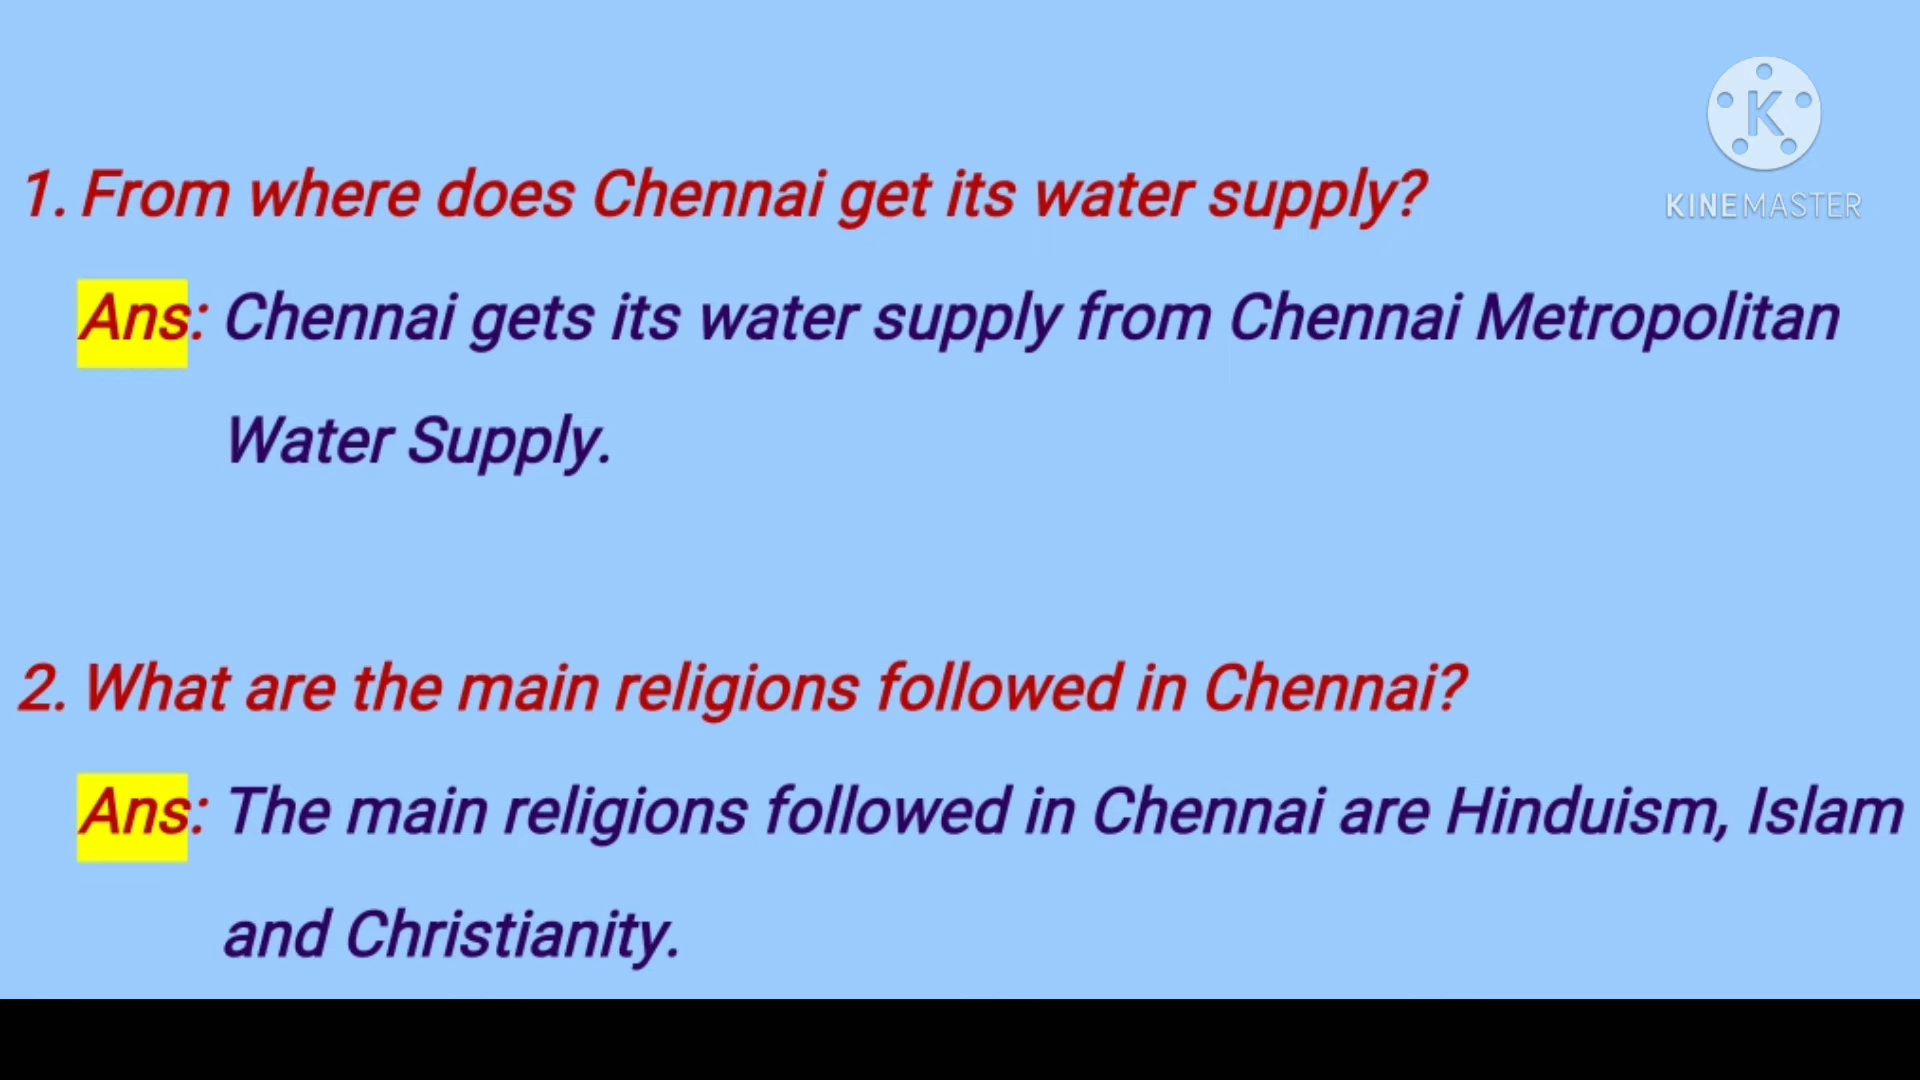 K
KINEMASTER
1. From where does Chennai get its water supply?
Ans: Chennai gets its water supply from Chennai Metropolitan
Water Supply.
2. What are the main religions followed in Chennai?
Ans: The main religions followed in Chennai are Hinduism, Islam
and Christianity.